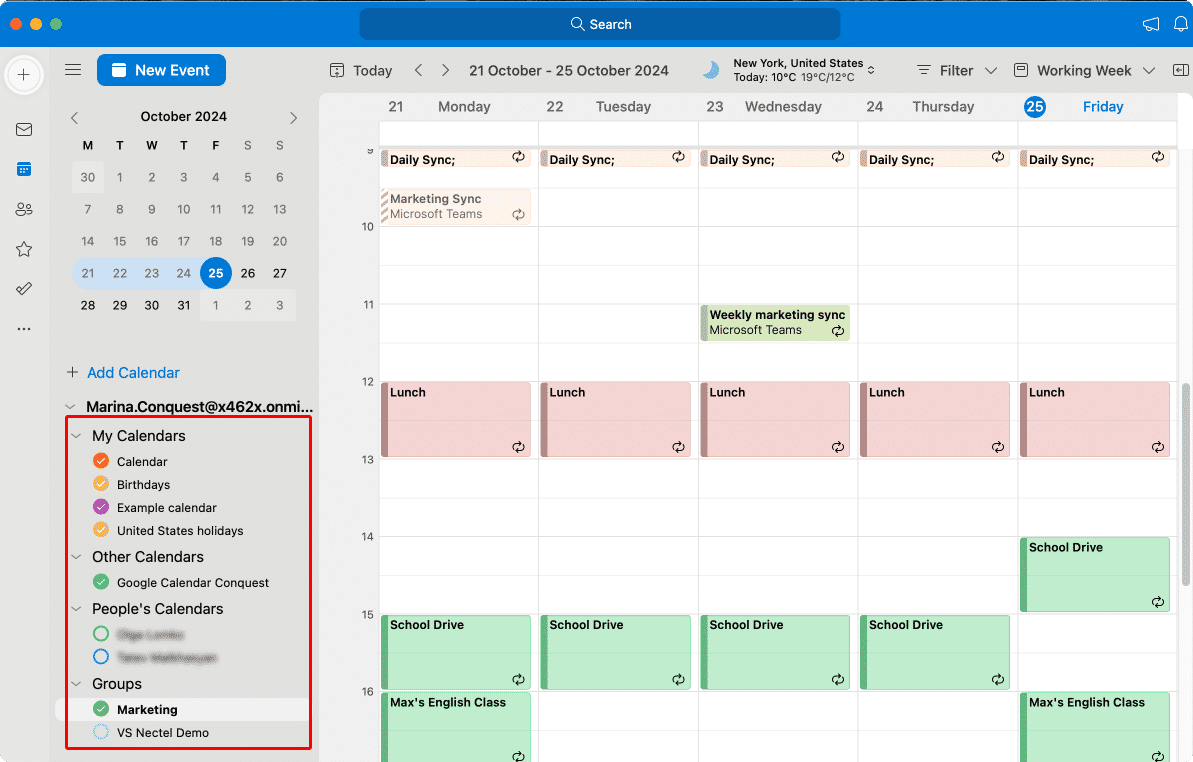 Search
New Event
Today
21 October - 25 October 2024
New York, United States
Today: 10°C 19°C/12°C
Filter
Working Week
October 2024
M T W T F S S
30 1 2 3 4 5 6
7 8 9 10 11 12 13
14 15 16 17 18 19 20
21 22 23 24 25 26 27
28 29 30 31 1 2 3
Add Calendar
Marina.Conquest@x462x.onmi...
My Calendars
Calendar
Birthdays
Example calendar
United States holidays
Other Calendars
Google Calendar Conquest
People's Calendars
Groups
Marketing
VS Nectel Demo
21 Monday 22 Tuesday 23 Wednesday 24 Thursday 25 Friday
9
Daily Sync; Daily Sync; Daily Sync; Daily Sync; Daily Sync;
Marketing Sync
Microsoft Teams
10
11
Weekly marketing sync
Microsoft Teams
12
Lunch Lunch Lunch Lunch Lunch
13
14
School Drive
15
School Drive School Drive School Drive School Drive
16
Max's English Class Max's English Class